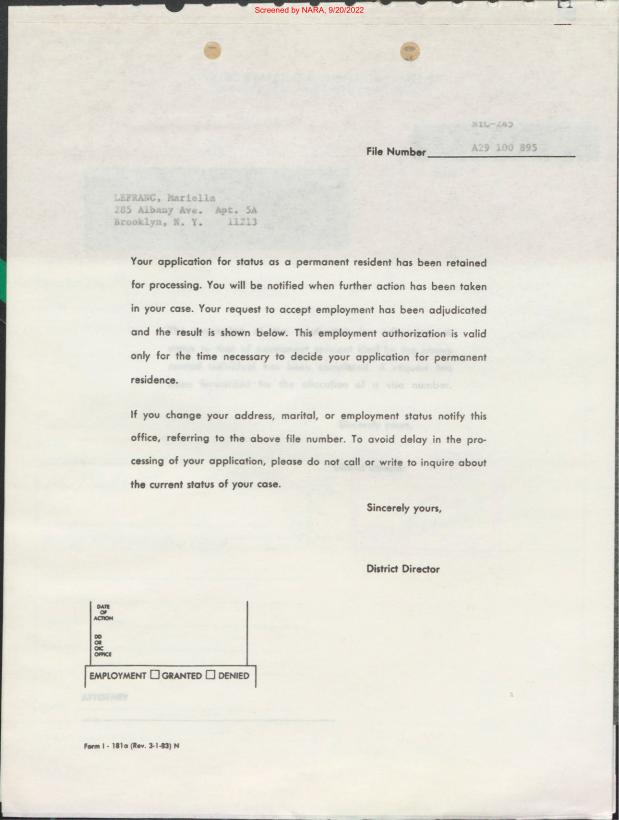 Screened by NARA, 9/20/2022
File Number A29 100 895
LEFRANC, Mariella
285 Albany Ave. Apt. 5A
Brooklyn, N. Y. 11213
Your application for status as a permanent resident has been retained
for processing. You will be notified when further action has been taken
in your case. Your request to accept employment has been adjudicated
and the result is shown below. This employment authorization is valid
only for the time necessary to decide your application for permanent
residence.
If you change your address, marital, or employment status notify this
office, referring to the above file number. To avoid delay in the pro-
cessing of your application, please do not call or write to inquire about
the current status of your case.
Sincerely yours,
District Director
DATE
OF
ACTION
DD
OR
OIC
OFFICE
EMPLOYMENT ☐ GRANTED ☐ DENIED
ATTORNEY
Form I - 181a (Rev. 3-1-83) N